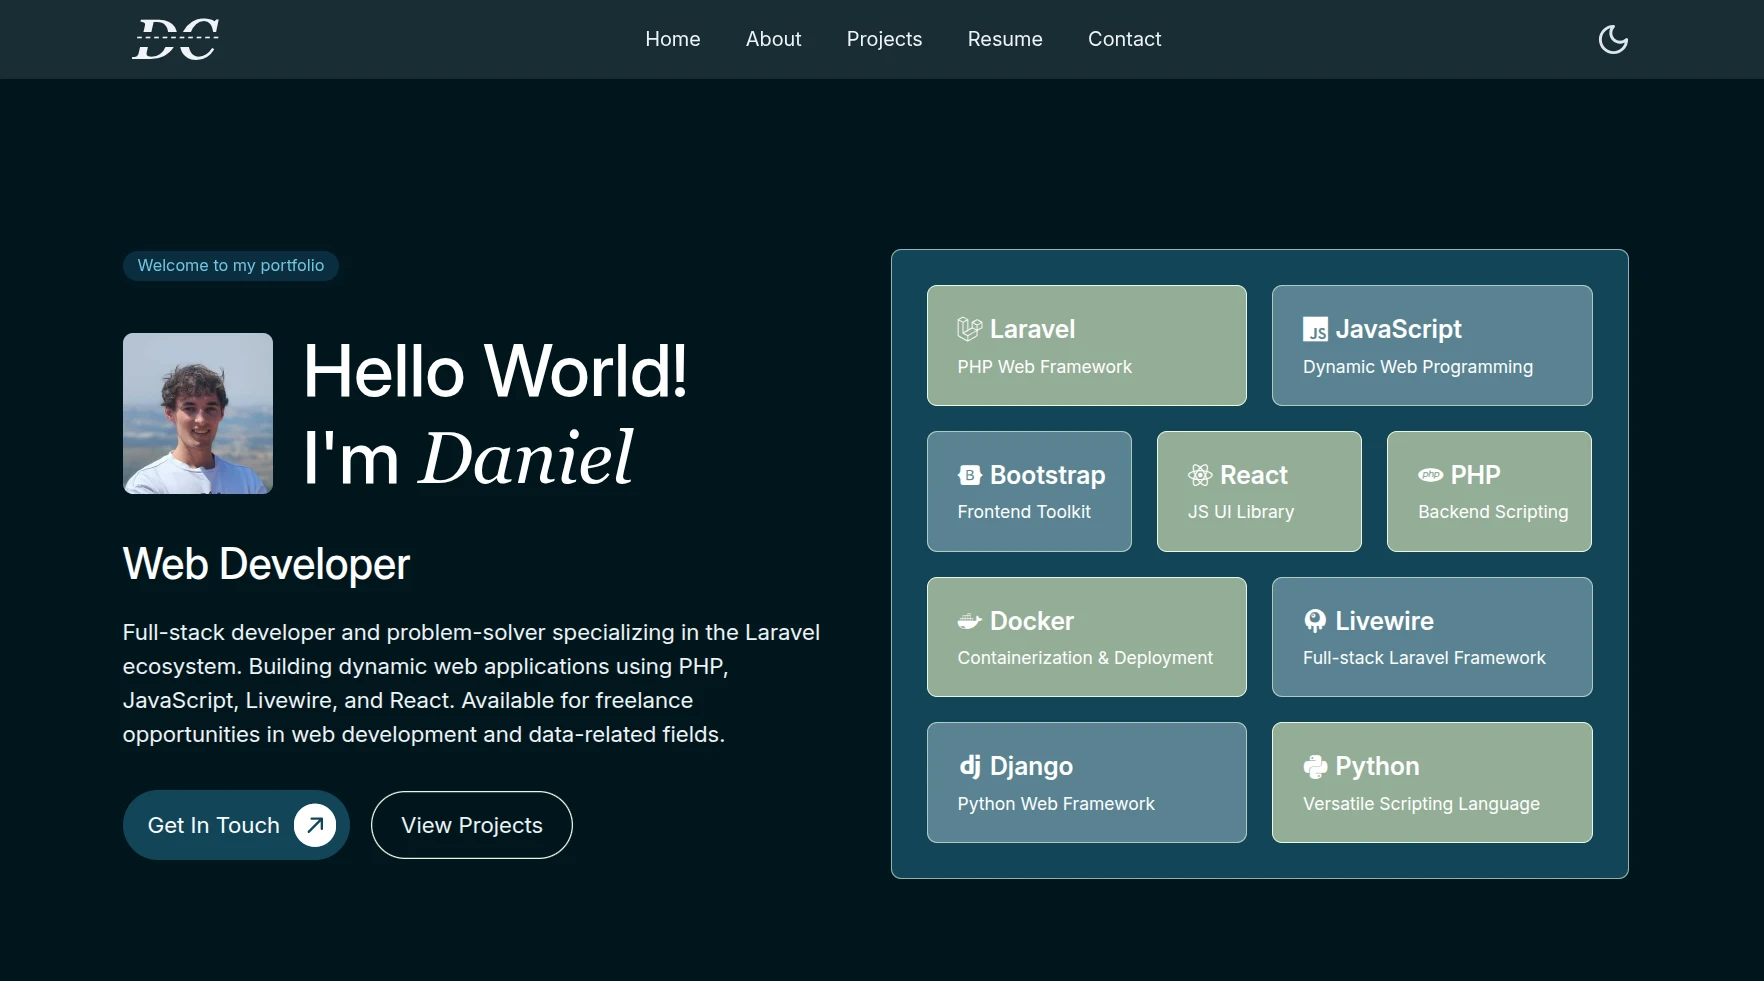 DC
Home
About
Projects
Resume
Contact
Welcome to my portfolio
Hello World!
I'm Daniel
Web Developer
Full-stack developer and problem-solver specializing in the Laravel
ecosystem. Building dynamic web applications using PHP,
JavaScript, Livewire, and React. Available for freelance
opportunities in web development and data-related fields.
Get In Touch
View Projects
Laravel
PHP Web Framework
JS JavaScript
Dynamic Web Programming
B Bootstrap
Frontend Toolkit
React
JS UI Library
php PHP
Backend Scripting
Docker
Containerization & Deployment
Livewire
Full-stack Laravel Framework
dj Django
Python Web Framework
Python
Versatile Scripting Language